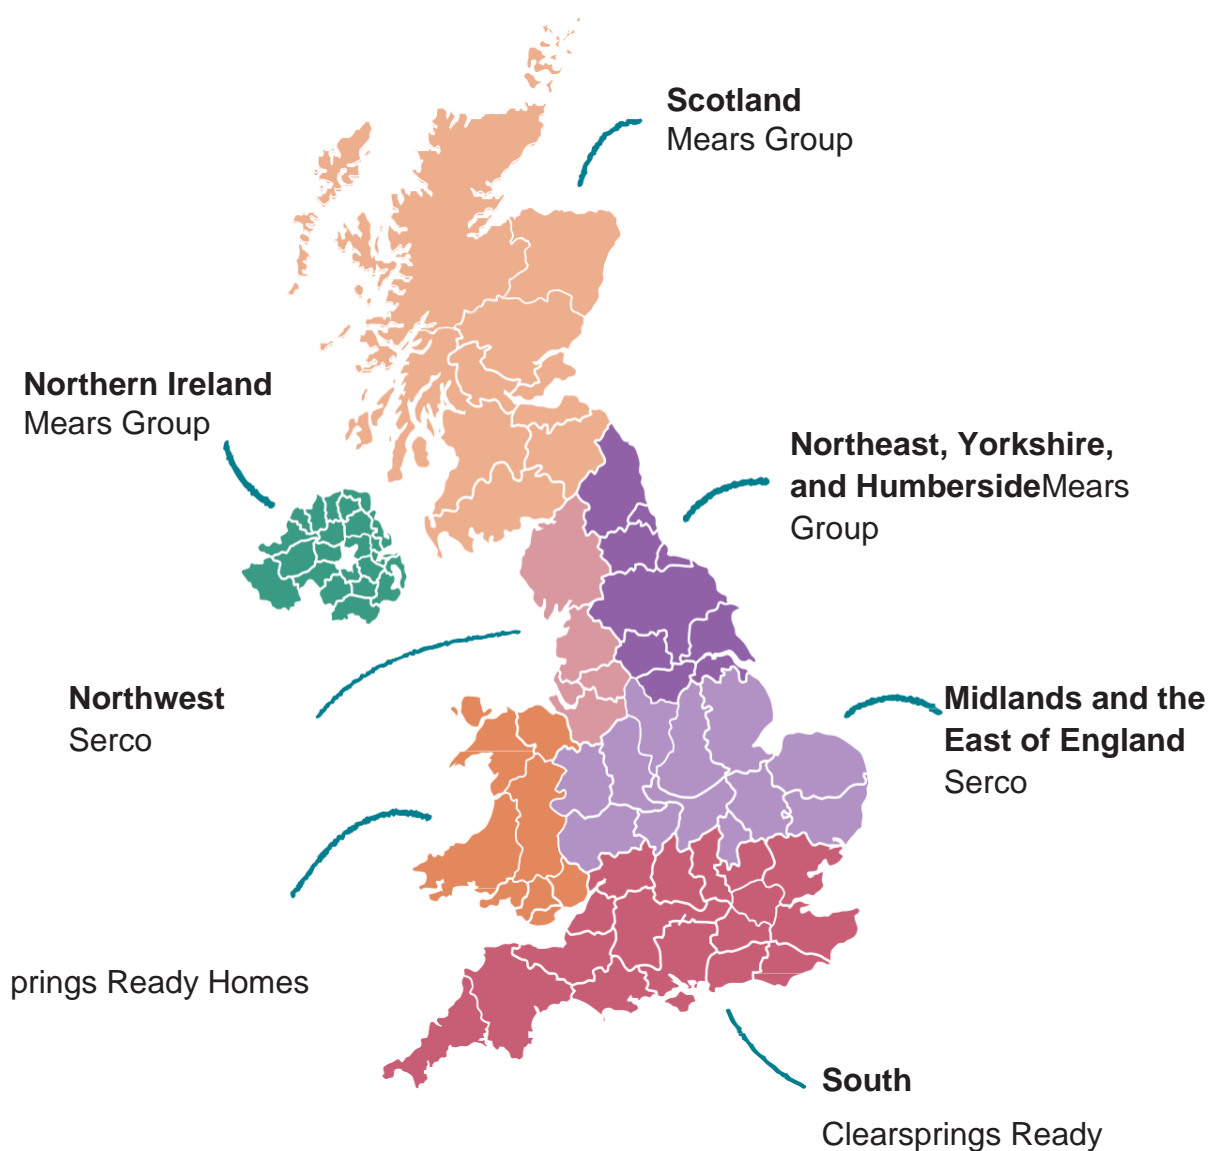 Scotland
Mears Group
Northern Ireland
Mears Group
Northeast, Yorkshire,
and HumbersideMears
Group
Northwest
Serco
Midlands and the
East of England
Serco
prings Ready Homes
South
Clearsprings Ready